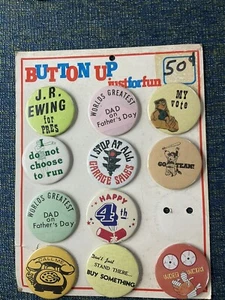 BUTTON UP
just for fun
50¢
J.R.
EWING
for
PRES
WORLDS GREATEST
DAD
on
Father's Day
MY
VOTE
I
do not
choose
to run
I STOP AT ALL
GARAGE SALES
GO
TEAM!
WORLDS GREATEST
DAD
on
Father's Day
HAPPY
4th
CALL ME
Don't just
STAND THERE...
BUY SOMETHING